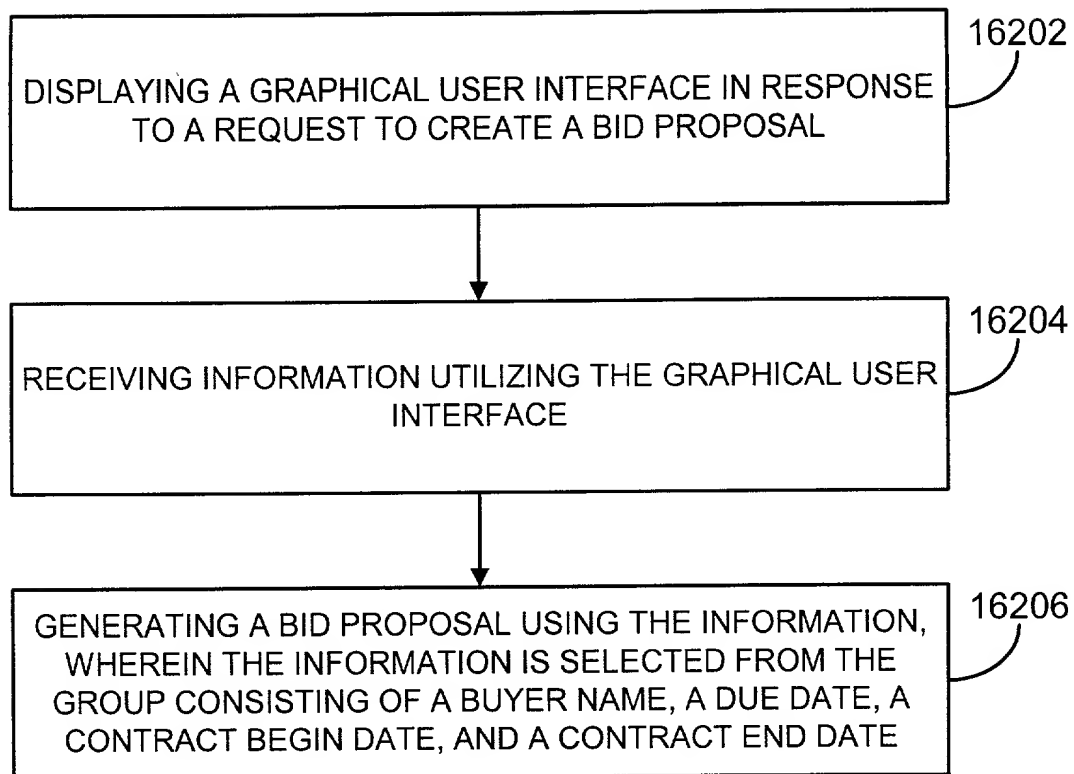 16202
DISPLAYING A GRAPHICAL USER INTERFACE IN RESPONSE
TO A REQUEST TO CREATE A BID PROPOSAL
16204
RECEIVING INFORMATION UTILIZING THE GRAPHICAL USER
INTERFACE
16206
GENERATING A BID PROPOSAL USING THE INFORMATION,
WHEREIN THE INFORMATION IS SELECTED FROM THE
GROUP CONSISTING OF A BUYER NAME, A DUE DATE, A
CONTRACT BEGIN DATE, AND A CONTRACT END DATE